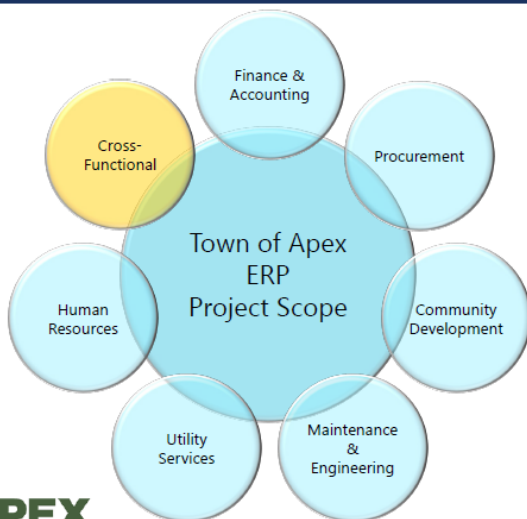 Finance &
Accounting
Cross-
Functional
Procurement
Town of Apex
ERP
Project Scope
Human
Resources
Community
Development
Utility
Services
Maintenance
&
Engineering
PEX